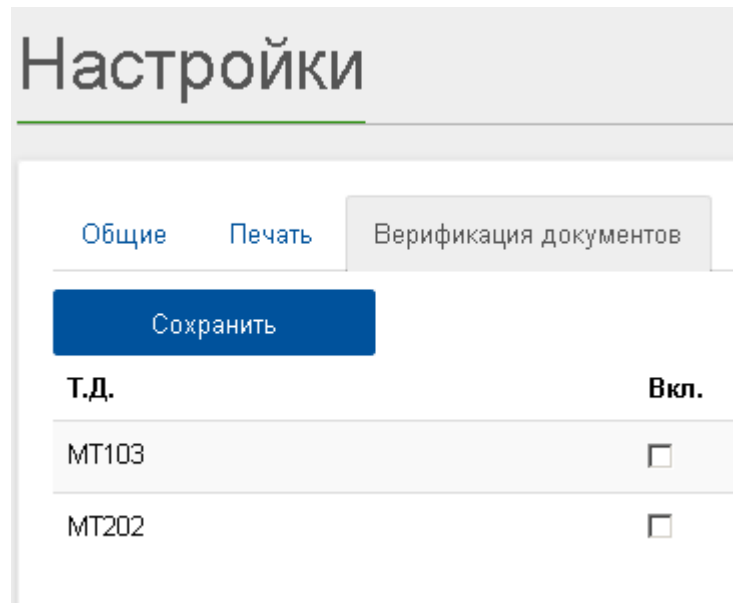 Настройки
Общие Печать Верификация документов
Сохранить
Т.Д. Вкл.
MT103
MT202